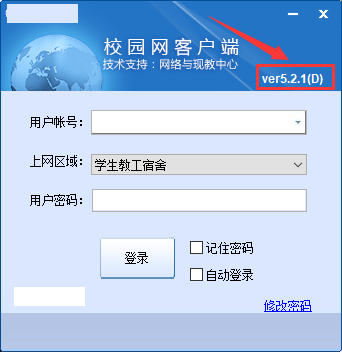 校园网客户端
技术支持：网络与现教中心
ver5.2.1(D)
用户帐号：
上网区域： 学生教工宿舍
用户密码：
登录
记住密码
自动登录
修改密码